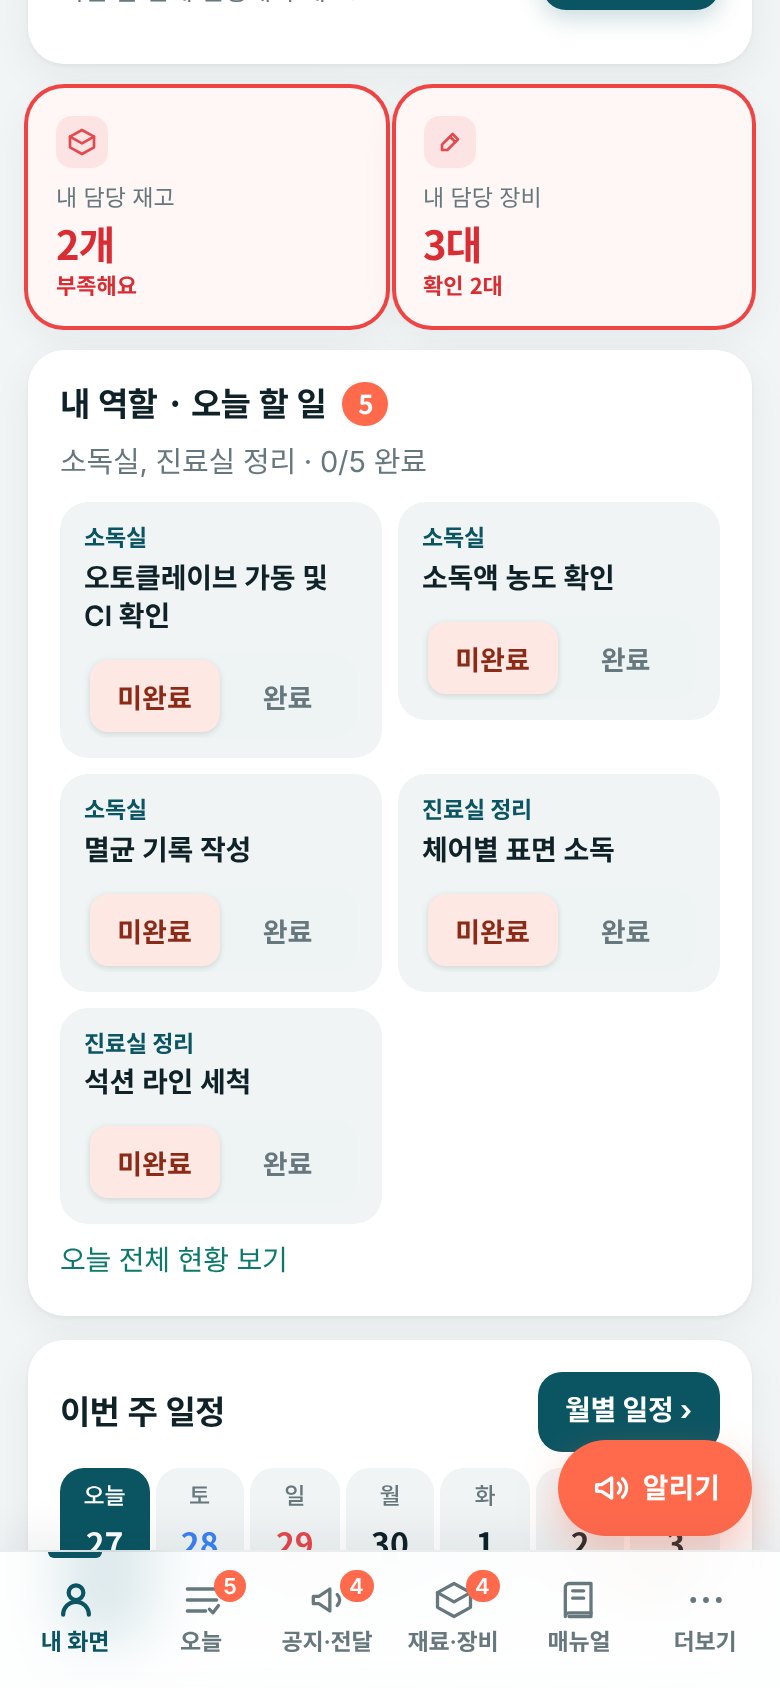 내 담당 재고
2개
부족해요
내 담당 장비
3대
확인 2대
내 역할 · 오늘 할 일 5
소독실, 진료실 정리 · 0/5 완료
소독실
오토클레이브 가동 및
CI 확인
미완료 완료
소독실
소독액 농도 확인
미완료 완료
소독실
멸균 기록 작성
미완료 완료
진료실 정리
체어별 표면 소독
미완료 완료
진료실 정리
석션 라인 세척
미완료 완료
오늘 전체 현황 보기
이번 주 일정
월별 일정 ›
알리기
오늘 토 일 월 화
27 28 29 30 1 2 3
5 4 4
내 화면 오늘 공지·전달 재료·장비 매뉴얼 더보기